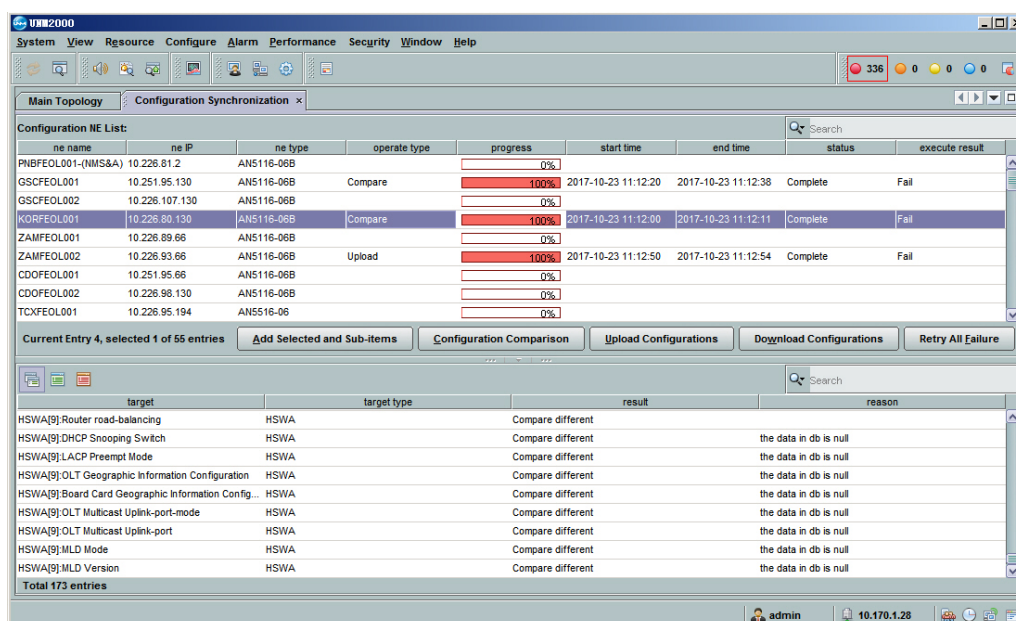 UNM2000
System View Resource Configure Alarm Performance Security Window Help
336 0 0 0
Main Topology Configuration Synchronization ×
Configuration NE List: Search
ne name ne IP ne type operate type progress start time end time status execute result
PNBFEOL001-(NMS&A) 10.226.81.2 AN5116-06B 0%
GSCFEOL001 10.251.95.130 AN5116-06B Compare 100% 2017-10-23 11:12:20 2017-10-23 11:12:38 Complete Fail
GSCFEOL002 10.226.107.130 AN5116-06B 0%
KORFEOL001 10.226.80.130 AN5116-06B Compare 100% 2017-10-23 11:12:00 2017-10-23 11:12:11 Complete Fail
ZAMFEOL001 10.226.89.66 AN5116-06B 0%
ZAMFEOL002 10.226.93.66 AN5116-06B Upload 100% 2017-10-23 11:12:50 2017-10-23 11:12:54 Complete Fail
CDOFEOL001 10.251.95.66 AN5116-06B 0%
CDOFEOL002 10.226.98.130 AN5116-06B 0%
TCXFEOL001 10.226.95.194 AN5516-06 0%
Current Entry 4, selected 1 of 55 entries Add Selected and Sub-items Configuration Comparison Upload Configurations Download Configurations Retry All Failure
Search
target target type result reason
HSWA[9]:Router road-balancing HSWA Compare different
HSWA[9]:DHCP Snooping Switch HSWA Compare different the data in db is null
HSWA[9]:LACP Preempt Mode HSWA Compare different the data in db is null
HSWA[9]:OLT Geographic Information Configuration HSWA Compare different the data in db is null
HSWA[9]:Board Card Geographic Information Config... HSWA Compare different the data in db is null
HSWA[9]:OLT Multicast Uplink-port-mode HSWA Compare different the data in db is null
HSWA[9]:OLT Multicast Uplink-port HSWA Compare different the data in db is null
HSWA[9]:MLD Mode HSWA Compare different the data in db is null
HSWA[9]:MLD Version HSWA Compare different the data in db is null
Total 173 entries
admin 10.170.1.28